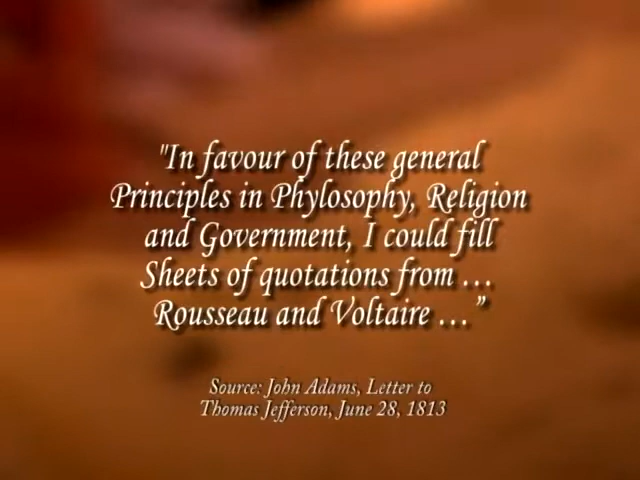 "In favour of these general
Principles in Phylosophy, Religion
and Government, I could fill
Sheets of quotations from …
Rousseau and Voltaire …”
Source: John Adams, Letter to
Thomas Jefferson, June 28, 1813